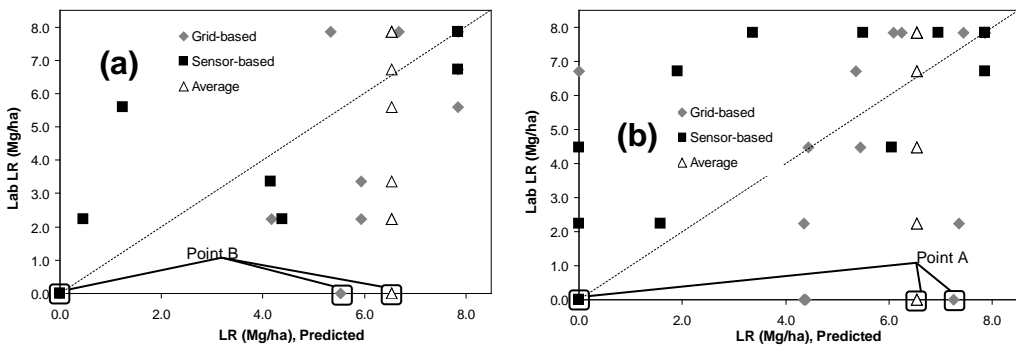 (a)
Lab LR (Mg/ha)
8.0
7.0
6.0
5.0
4.0
3.0
2.0
1.0
0.0
Grid-based
Sensor-based
Average
Point B
0.0 2.0 4.0 6.0 8.0
LR (Mg/ha), Predicted
(b)
Lab LR (Mg/ha)
8.0
7.0
6.0
5.0
4.0
3.0
2.0
1.0
0.0
Grid-based
Sensor-based
Average
Point A
0.0 2.0 4.0 6.0 8.0
LR (Mg/ha), Predicted